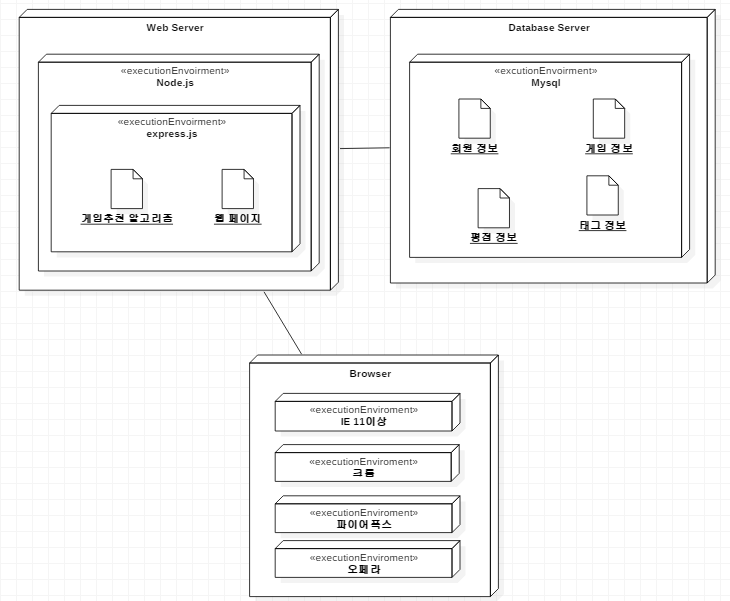 Web Server
«executionEnvoirment»
Node.js
«executionEnvoirment»
express.js
게임추천 알고리즘
웹 페이지
Database Server
«excutionEnvoirment»
Mysql
회원 정보
게임 정보
평점 정보
태그 정보
Browser
«executionEnviroment»
IE 11이상
«executionEnviroment»
크롬
«executionEnviroment»
파이어폭스
«executionEnviroment»
오페라